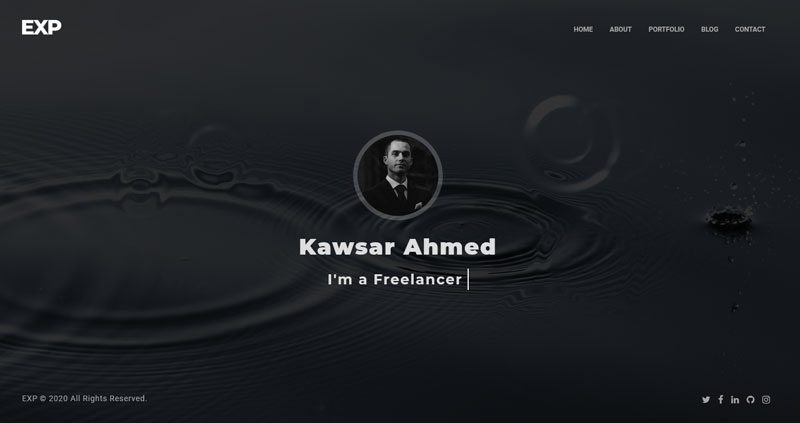 EXP
HOME ABOUT PORTFOLIO BLOG CONTACT
Kawsar Ahmed
I'm a Freelancer
EXP © 2020 All Rights Reserved.